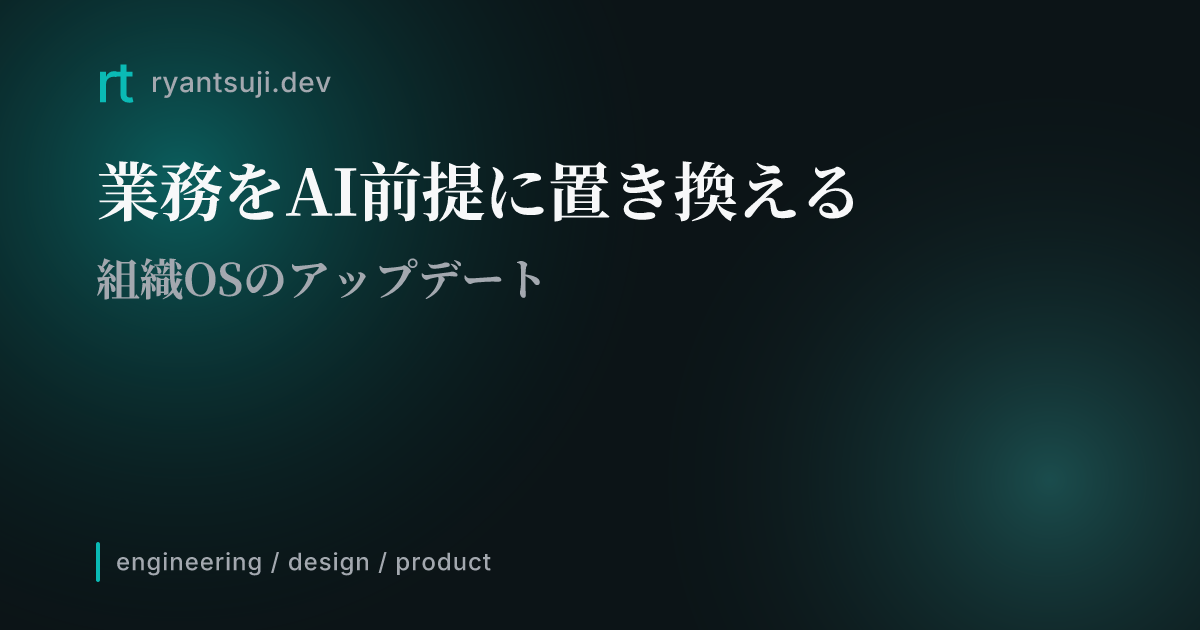 rt ryantsuji.dev
業務をAI前提に置き換える
組織OSのアップデート
engineering / design / product